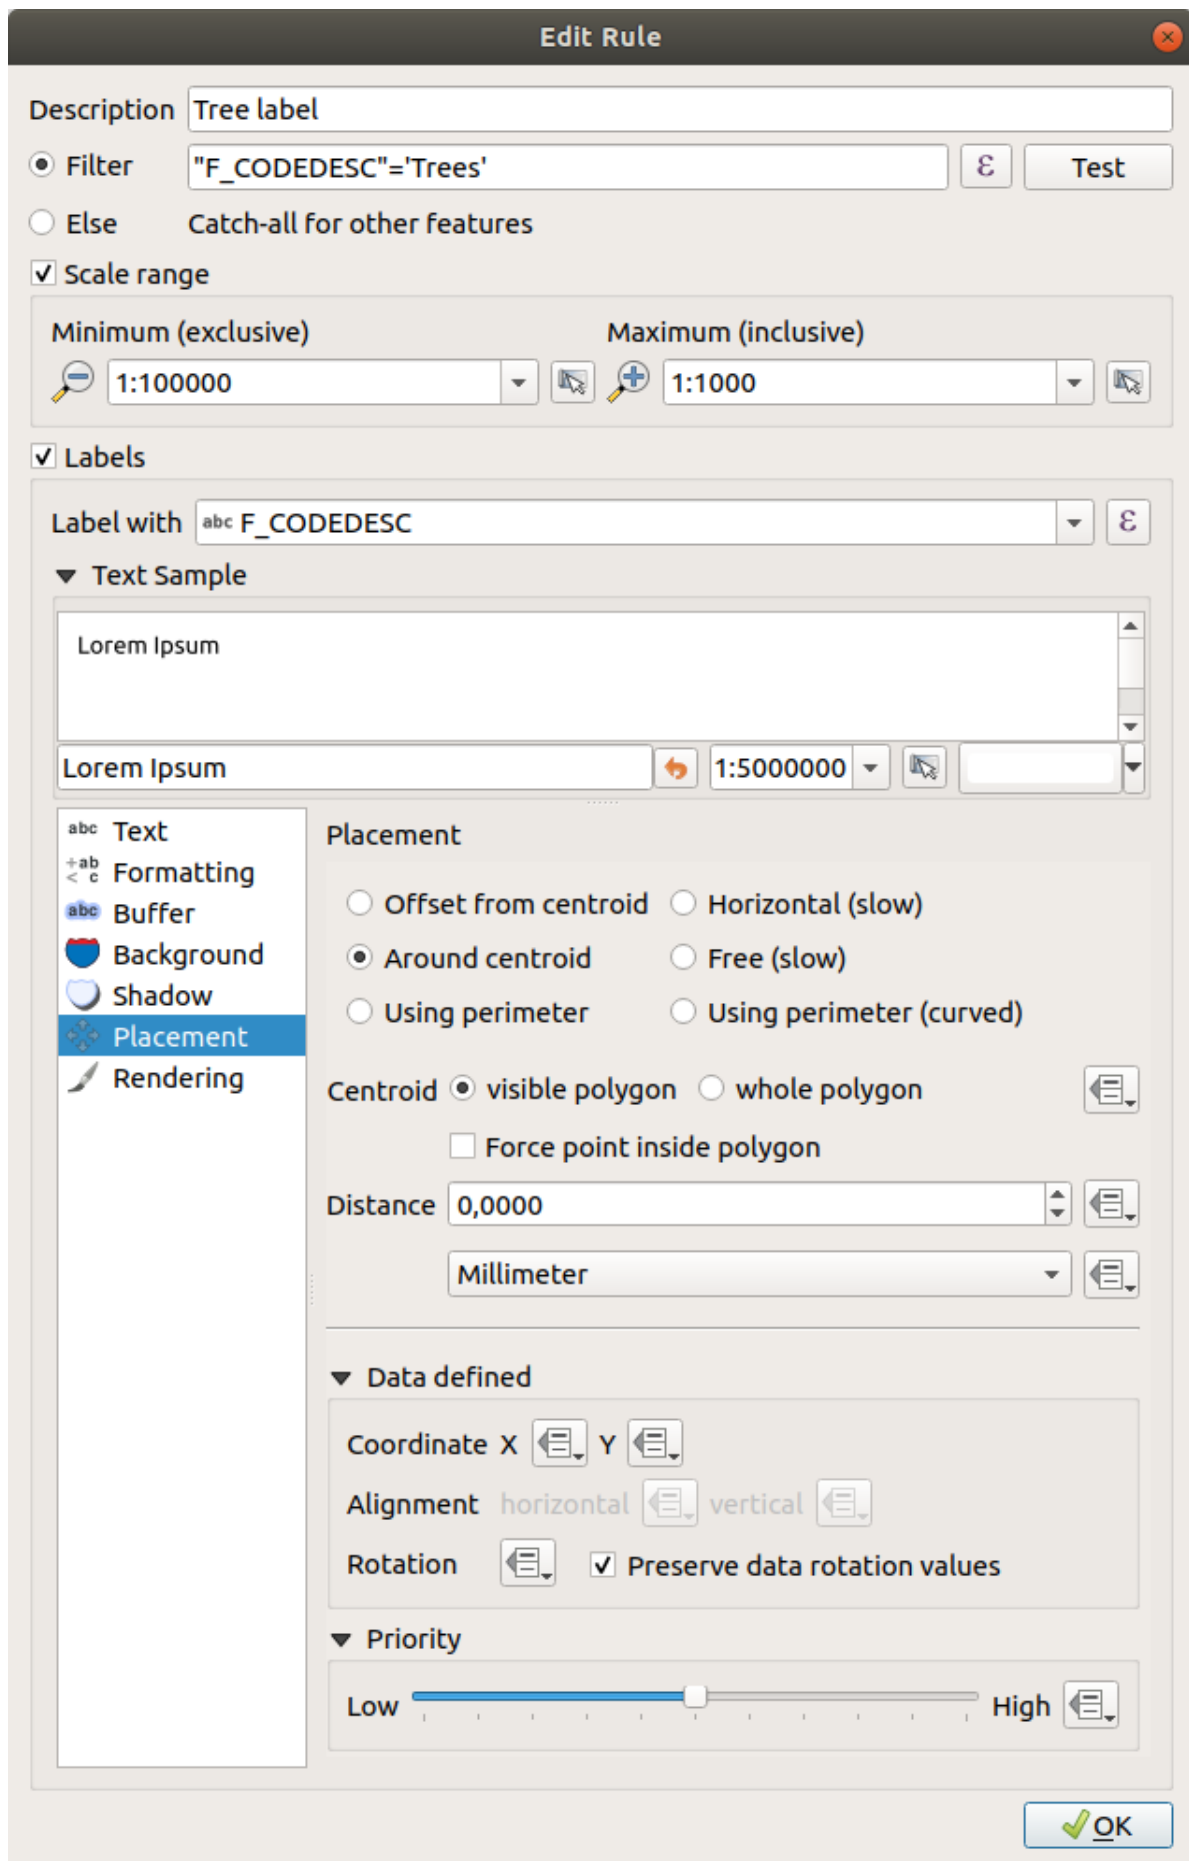 Edit Rule
Description Tree label
Filter "F_CODEDESC"='Trees' ε Test
Else Catch-all for other features
Scale range
Minimum (exclusive) Maximum (inclusive)
1:100000 1:1000
Labels
Label with abc F_CODEDESC ε
Text Sample
Lorem Ipsum
Lorem Ipsum 1:5000000
abc Text
+ab
< c Formatting
abc Buffer
Background
Shadow
Placement
Rendering
Placement
Offset from centroid Horizontal (slow)
Around centroid Free (slow)
Using perimeter Using perimeter (curved)
Centroid visible polygon whole polygon
Force point inside polygon
Distance 0,0000
Millimeter
Data defined
Coordinate X Y
Alignment horizontal vertical
Rotation Preserve data rotation values
Priority
Low High
OK